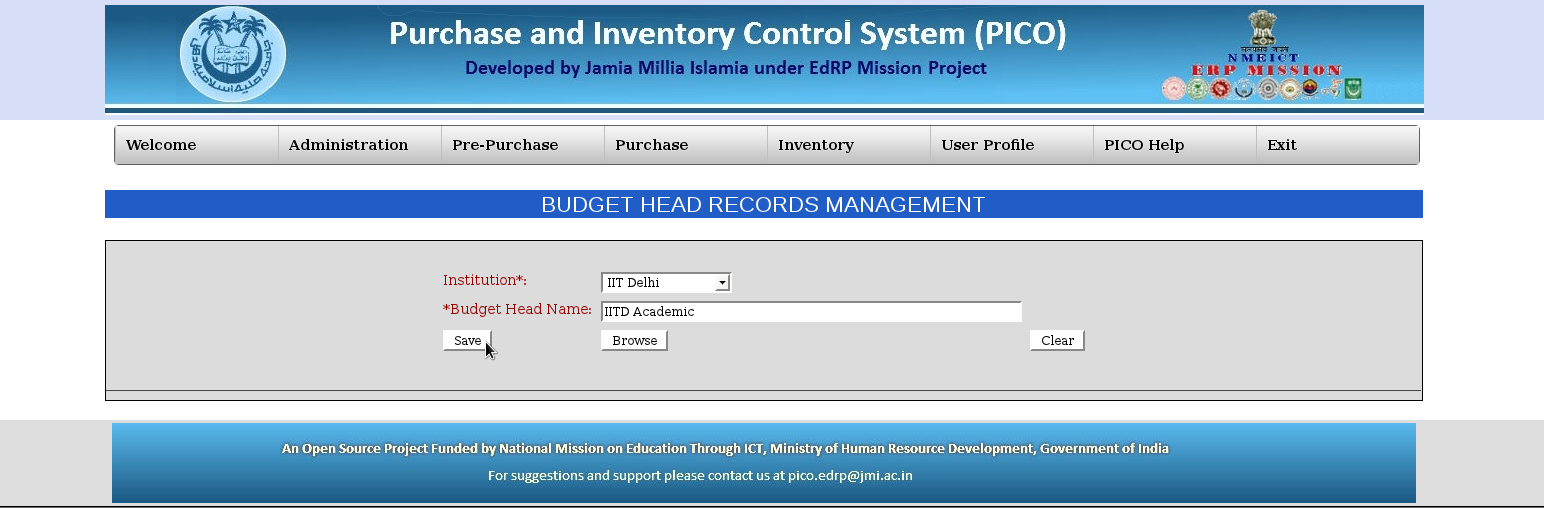 Purchase and Inventory Control System (PICO)
Developed by Jamia Millia Islamia under EdRP Mission Project
NMEICT
ERP MISSION
Welcome Administration Pre-Purchase Purchase Inventory User Profile PICO Help Exit
BUDGET HEAD RECORDS MANAGEMENT
Institution*: IIT Delhi
*Budget Head Name: IITD Academic
Save Browse Clear
An Open Source Project Funded by National Mission on Education Through ICT, Ministry of Human Resource Development, Government of India
For suggestions and support please contact us at pico.edrp@jmi.ac.in